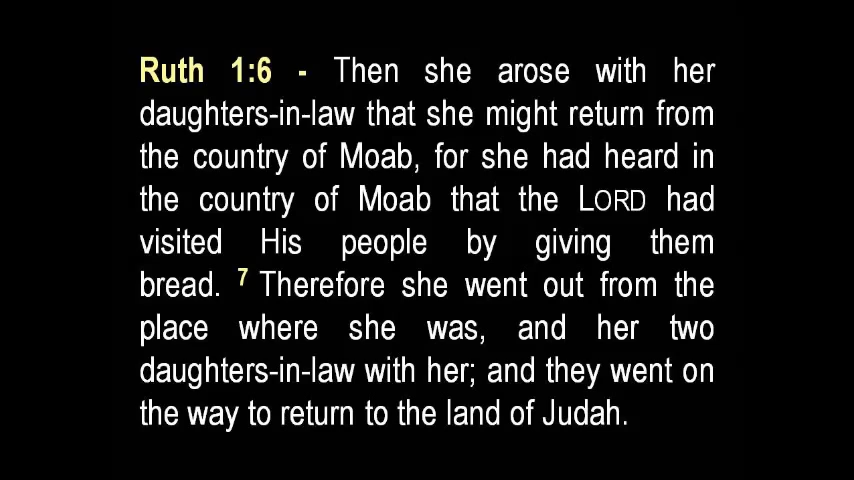 Ruth 1:6 - Then she arose with her
daughters-in-law that she might return from
the country of Moab, for she had heard in
the country of Moab that the LORD had
visited His people by giving them
bread. 7 Therefore she went out from the
place where she was, and her two
daughters-in-law with her; and they went on
the way to return to the land of Judah.